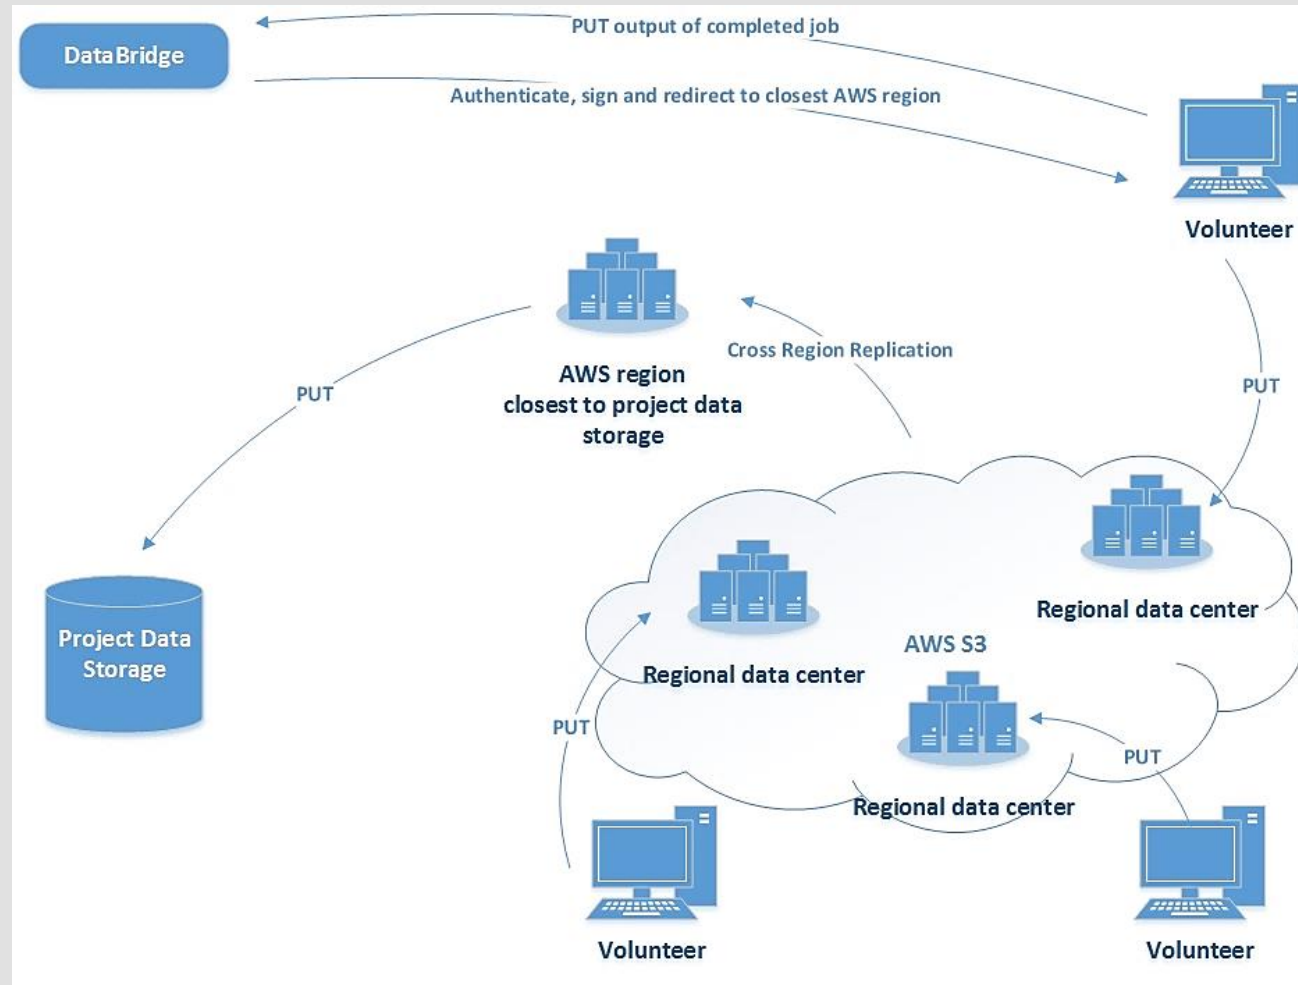 PUT output of completed job
DataBridge
Authenticate, sign and redirect to closest AWS region
Volunteer
Cross Region Replication
AWS region
closest to project data
storage
PUT
PUT
Project Data
Storage
Regional data center
AWS S3
Regional data center
PUT
PUT
Regional data center
Volunteer
Volunteer